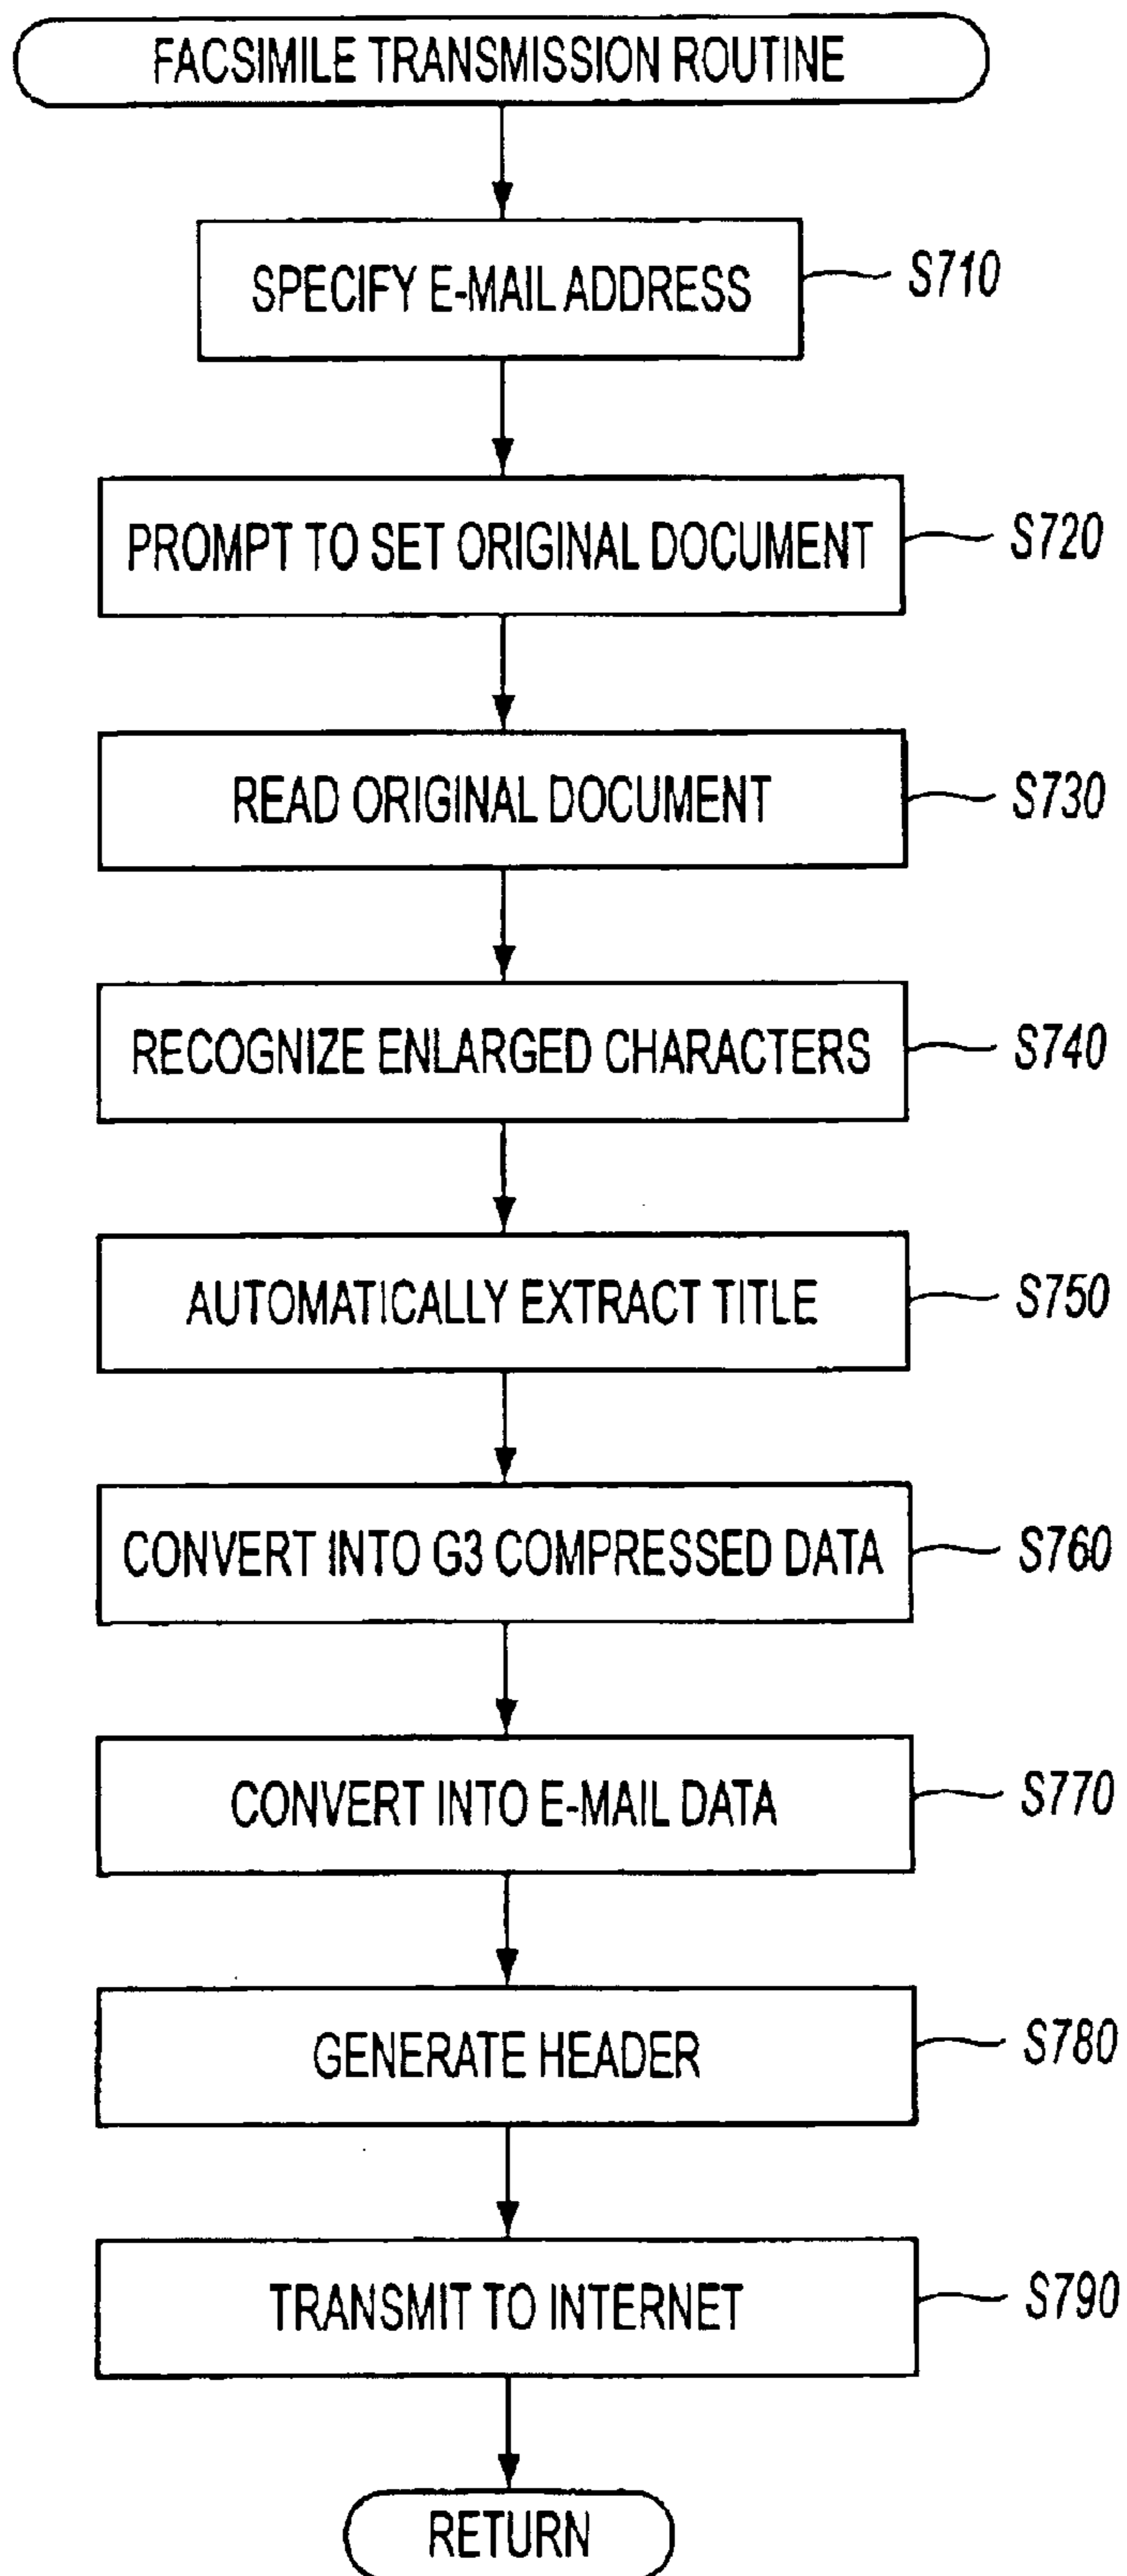 FACSIMILE TRANSMISSION ROUTINE
SPECIFY E-MAIL ADDRESS
S710
PROMPT TO SET ORIGINAL DOCUMENT
S720
READ ORIGINAL DOCUMENT
S730
RECOGNIZE ENLARGED CHARACTERS
S740
AUTOMATICALLY EXTRACT TITLE
S750
CONVERT INTO G3 COMPRESSED DATA
S760
CONVERT INTO E-MAIL DATA
S770
GENERATE HEADER
S780
TRANSMIT TO INTERNET
S790
RETURN